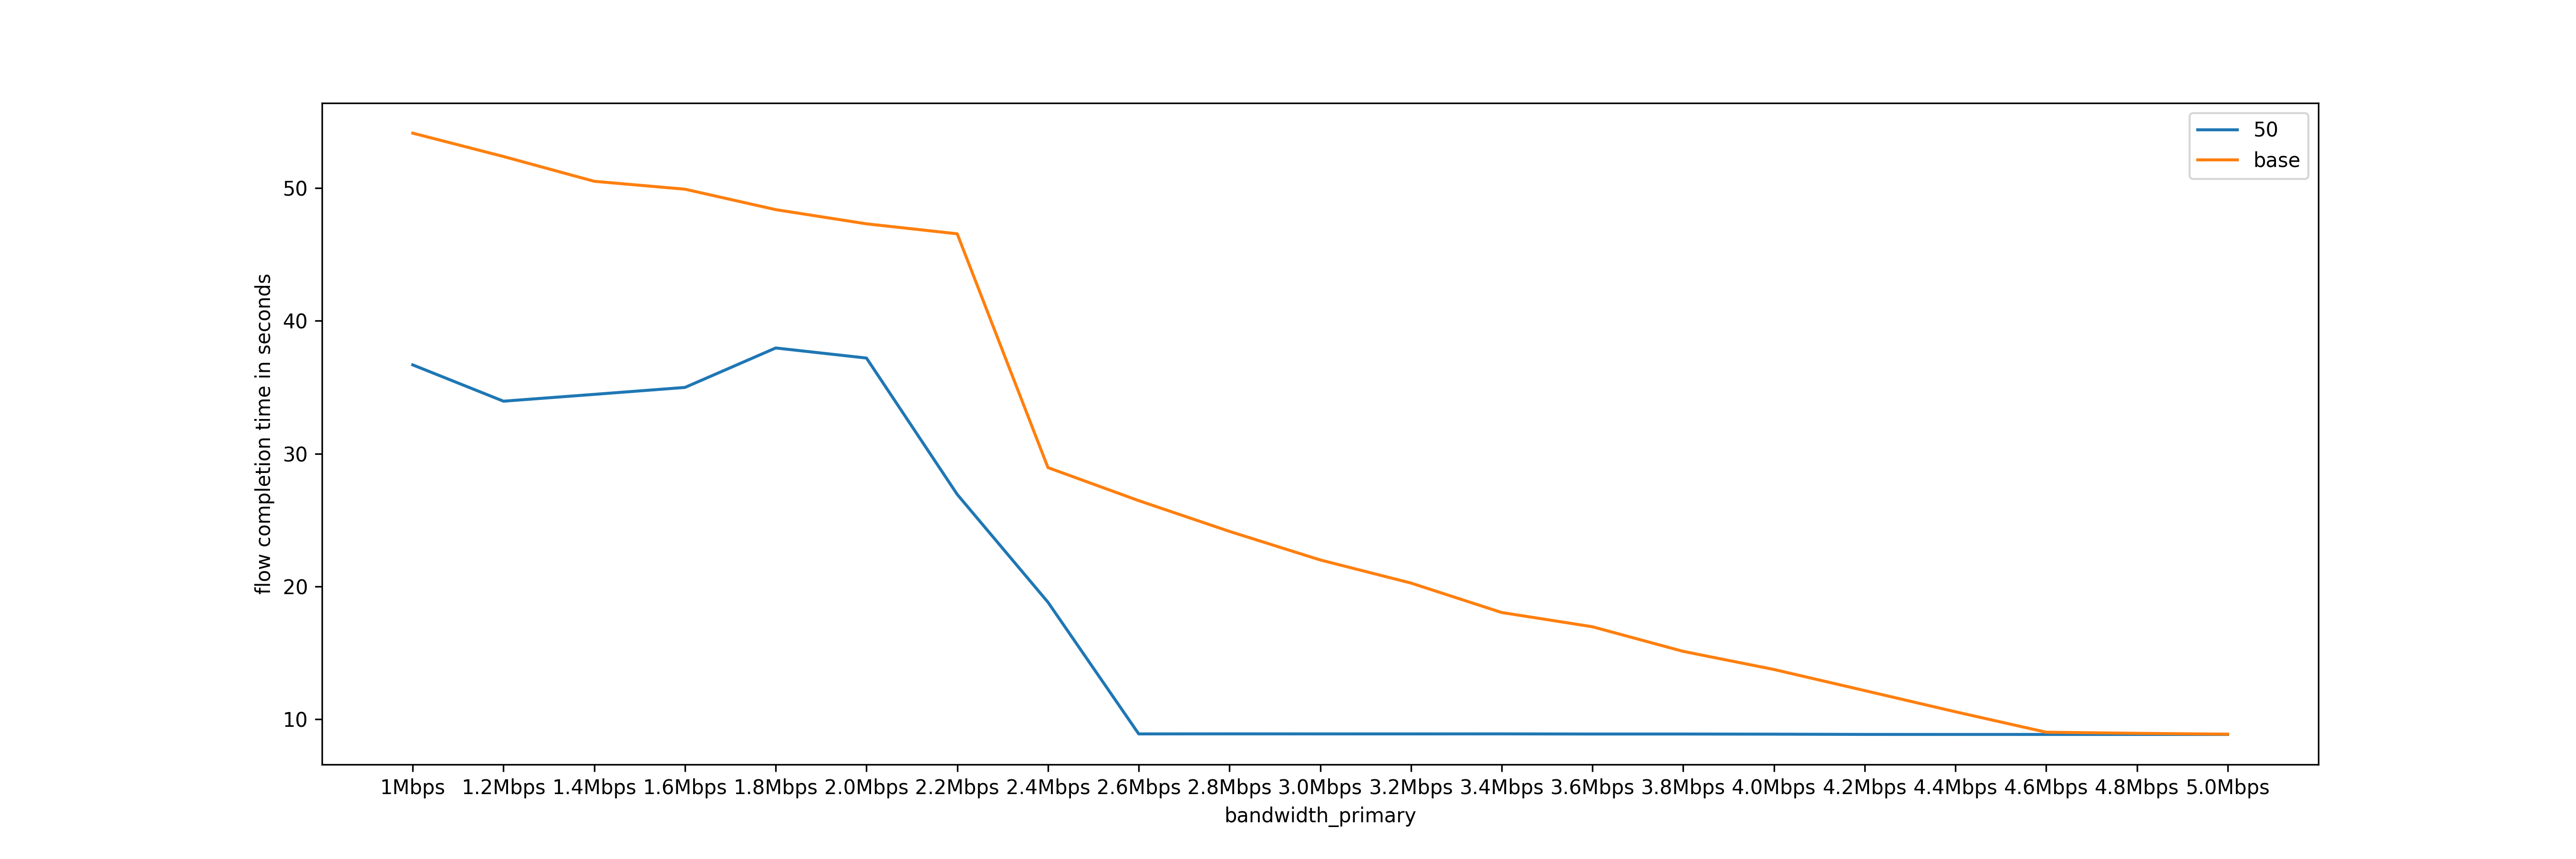 50
base
flow completion time in seconds
50
40
30
20
10
1Mbps 1.2Mbps 1.4Mbps 1.6Mbps 1.8Mbps 2.0Mbps 2.2Mbps 2.4Mbps 2.6Mbps 2.8Mbps 3.0Mbps 3.2Mbps 3.4Mbps 3.6Mbps 3.8Mbps 4.0Mbps 4.2Mbps 4.4Mbps 4.6Mbps 4.8Mbps 5.0Mbps
bandwidth_primary